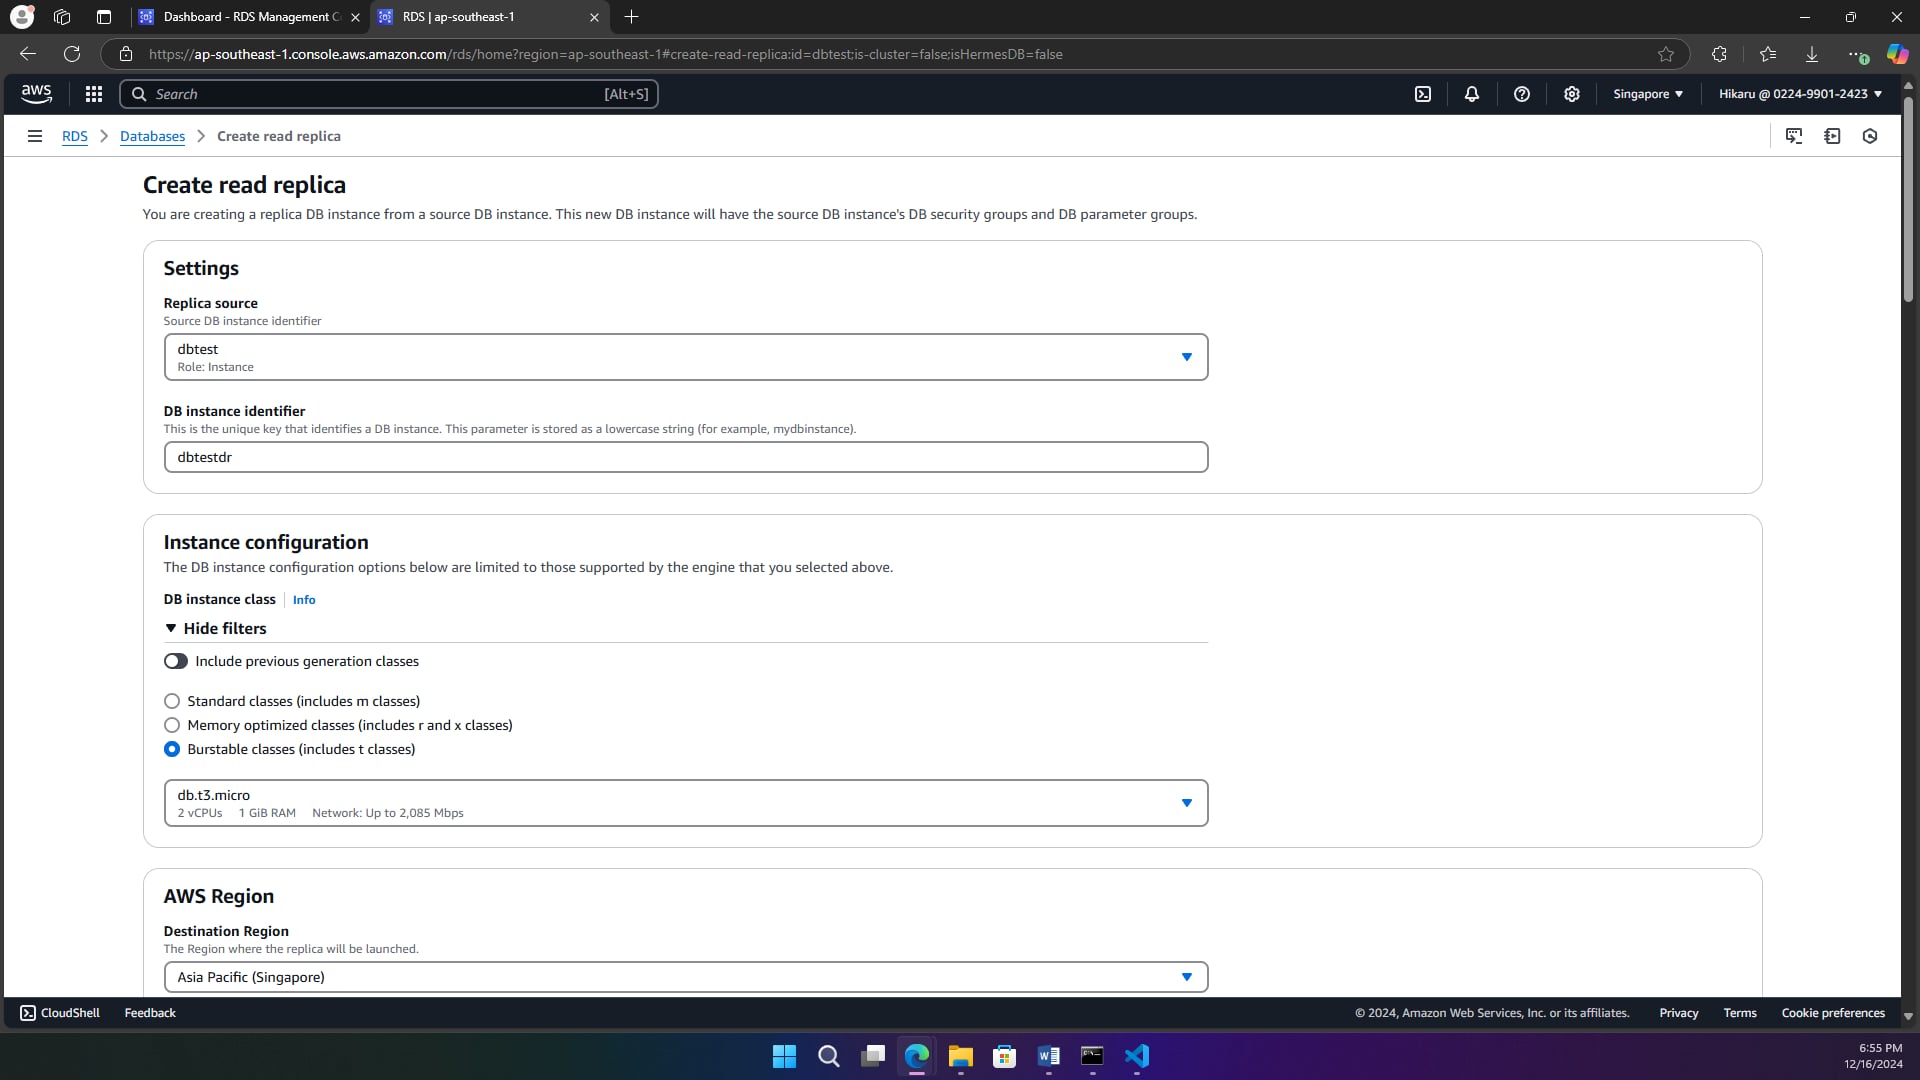 Dashboard - RDS Management C
RDS | ap-southeast-1
https://ap-southeast-1.console.aws.amazon.com/rds/home?region=ap-southeast-1#create-read-replica:id=dbtest;is-cluster=false;isHermesDB=false
aws
Search
[Alt+S]
Singapore
Hikaru @ 0224-9901-2423
RDS
Databases
Create read replica
Create read replica
You are creating a replica DB instance from a source DB instance. This new DB instance will have the source DB instance's DB security groups and DB parameter groups.
Settings
Replica source
Source DB instance identifier
dbtest
Role: Instance
DB instance identifier
This is the unique key that identifies a DB instance. This parameter is stored as a lowercase string (for example, mydbinstance).
dbtestdr
Instance configuration
The DB instance configuration options below are limited to those supported by the engine that you selected above.
DB instance class
Info
Hide filters
Include previous generation classes
Standard classes (includes m classes)
Memory optimized classes (includes r and x classes)
Burstable classes (includes t classes)
db.t3.micro
2 vCPUs 1 GiB RAM Network: Up to 2,085 Mbps
AWS Region
Destination Region
The Region where the replica will be launched.
Asia Pacific (Singapore)
CloudShell
Feedback
© 2024, Amazon Web Services, Inc. or its affiliates.
Privacy
Terms
Cookie preferences
6:55 PM
12/16/2024